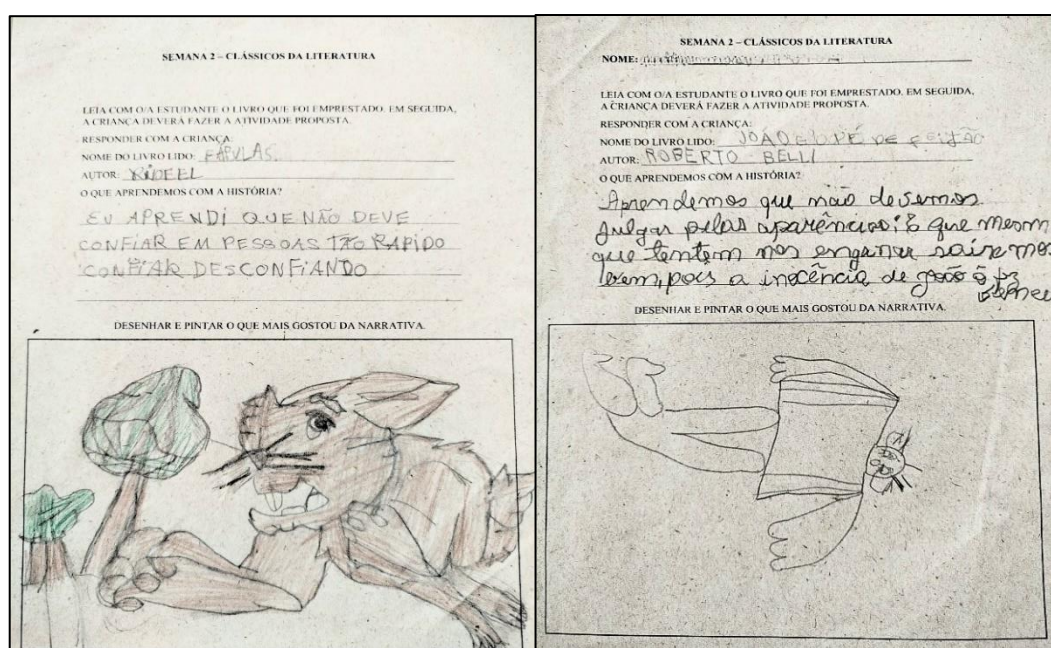 SEMANA 2 – CLÁSSICOS DA LITERATURA
LEIA COM O/A ESTUDANTE O LIVRO QUE FOI EMPRESTADO. EM SEGUIDA,
A CRIANÇA DEVERÁ FAZER A ATIVIDADE PROPOSTA.
RESPONDER COM A CRIANÇA:
NOME DO LIVRO LIDO: FÁBULAS
AUTOR: RIDEEL
O QUE APRENDEMOS COM A HISTÓRIA?
EU APRENDI QUE NÃO DEVE
CONFIAR EM PESSOAS TÃO RAPIDO
CONFIAR DESCONFIANDO
DESENHAR E PINTAR O QUE MAIS GOSTOU DA NARRATIVA.
SEMANA 2 – CLÁSSICOS DA LITERATURA
NOME:
LEIA COM O/A ESTUDANTE O LIVRO QUE FOI EMPRESTADO. EM SEGUIDA,
A CRIANÇA DEVERÁ FAZER A ATIVIDADE PROPOSTA.
RESPONDER COM A CRIANÇA:
NOME DO LIVRO LIDO: JOÃO E O PÉ DE FEIJÃO
AUTOR: ROBERTO BELLI
O QUE APRENDEMOS COM A HISTÓRIA?
Aprendemos que não devemos
julgar pelas aparências. E que mesmo
que tentem nos enganar saíremos
bem, pois a inocência de joão o fz
DESENHAR E PINTAR O QUE MAIS GOSTOU DA NARRATIVA.